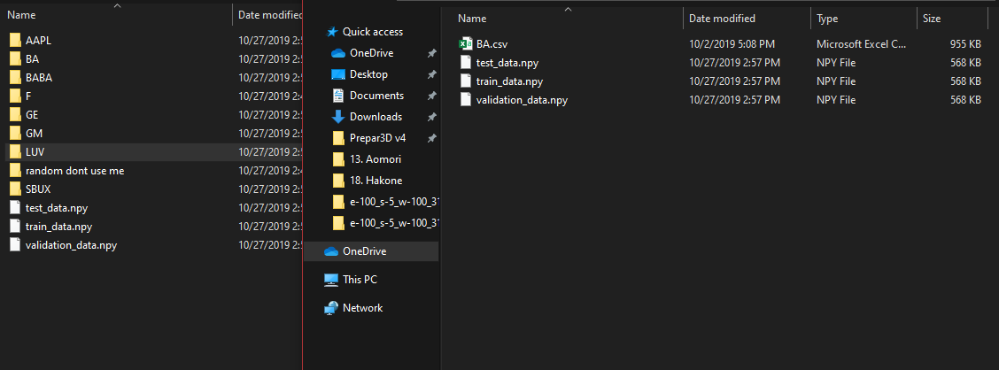 Name Date modified
AAPL 10/27/2019 2:5
BA 10/27/2019 2:5
BABA 10/27/2019 2:5
F 10/27/2019 2:4
GE 10/27/2019 2:5
GM 10/27/2019 2:5
LUV 10/27/2019 2:5
random dont use me 10/27/2019 2:4
SBUX 10/27/2019 2:5
test_data.npy 10/27/2019 2:5
train_data.npy 10/27/2019 2:5
validation_data.npy 10/27/2019 2:5
Quick access
OneDrive
Desktop
Documents
Downloads
Prepar3D v4
13. Aomori
18. Hakone
e-100_s-5_w-100_31
e-100_s-5_w-100_31
OneDrive
This PC
Network
Name Date modified Type Size
BA.csv 10/2/2019 5:08 PM Microsoft Excel C... 955 KB
test_data.npy 10/27/2019 2:57 PM NPY File 568 KB
train_data.npy 10/27/2019 2:57 PM NPY File 568 KB
validation_data.npy 10/27/2019 2:57 PM NPY File 568 KB